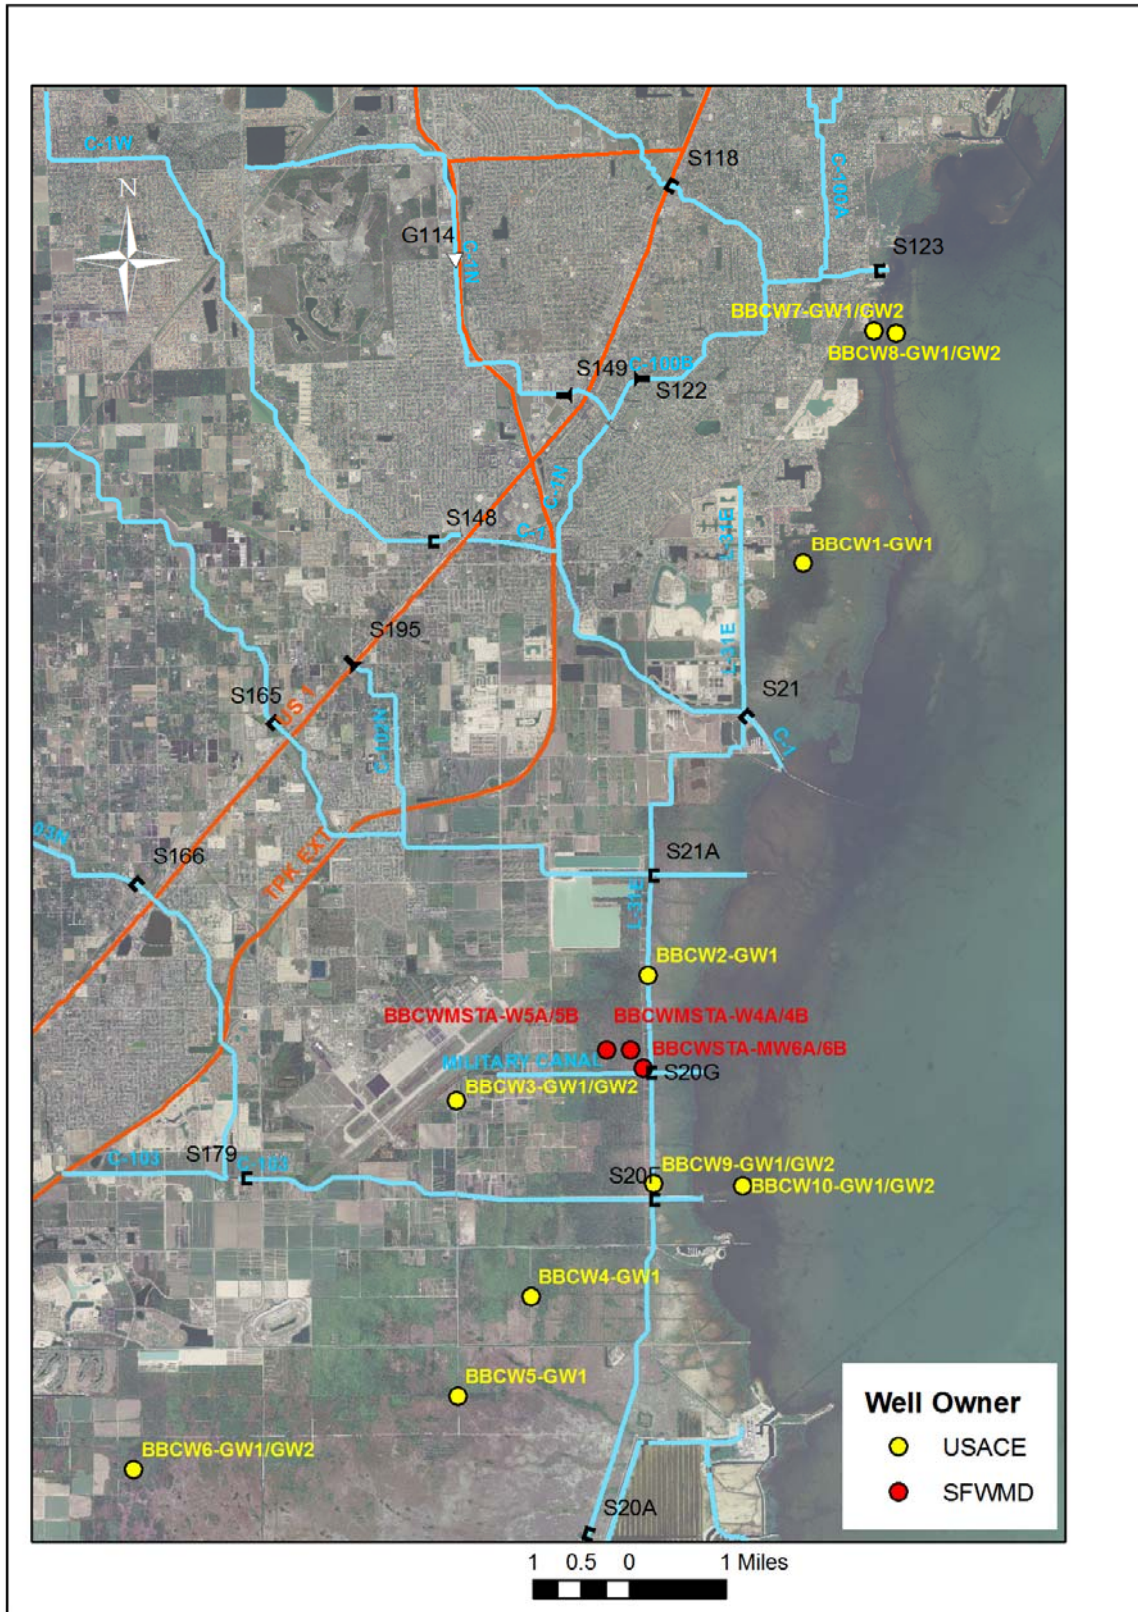 C-1W
N
S118
C-100A
G114
C-1N
S123
BBCW7-GW1/GW2
BBCW8-GW1/GW2
S149
C-100B
S122
C-1N
S148
C-1
L-31E
BBCW1-GW1
S195
L-31E
S165
US 1
S21
C-102N
C-1
TPK EXT
03N
S166
S21A
L-31E
BBCW2-GW1
BBCWMSTA-W5A/5B
BBCWMSTA-W4A/4B
BBCWSTA-MW6A/6B
MILITARY CANAL
S20G
BBCW3-GW1/GW2
S179
C-103
C-103
BBCW9-GW1/GW2
S20F
BBCW10-GW1/GW2
BBCW4-GW1
BBCW5-GW1
BBCW6-GW1/GW2
S20A
Well Owner
USACE
SFWMD
1 0.5 0 1 Miles